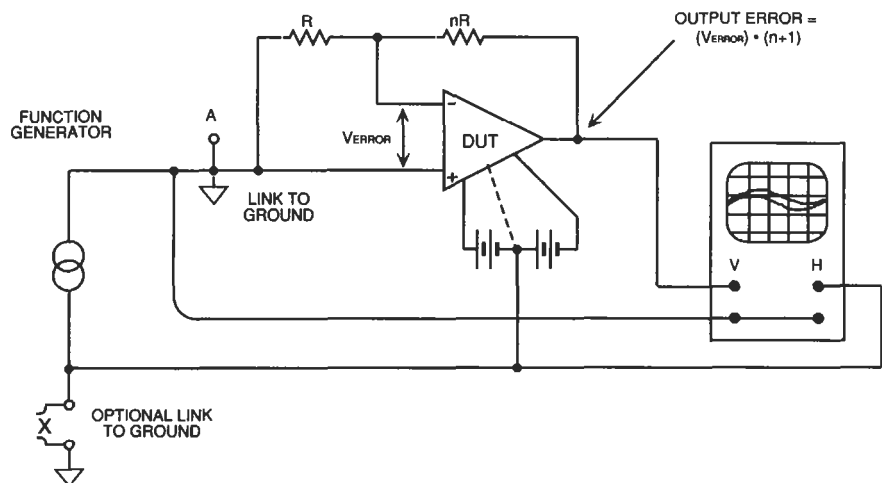 R
nR
OUTPUT ERROR =
(VERROR) • (n+1)
FUNCTION
GENERATOR
A
VERROR
−
DUT
+
LINK TO
GROUND
V
H
X
OPTIONAL LINK
TO GROUND